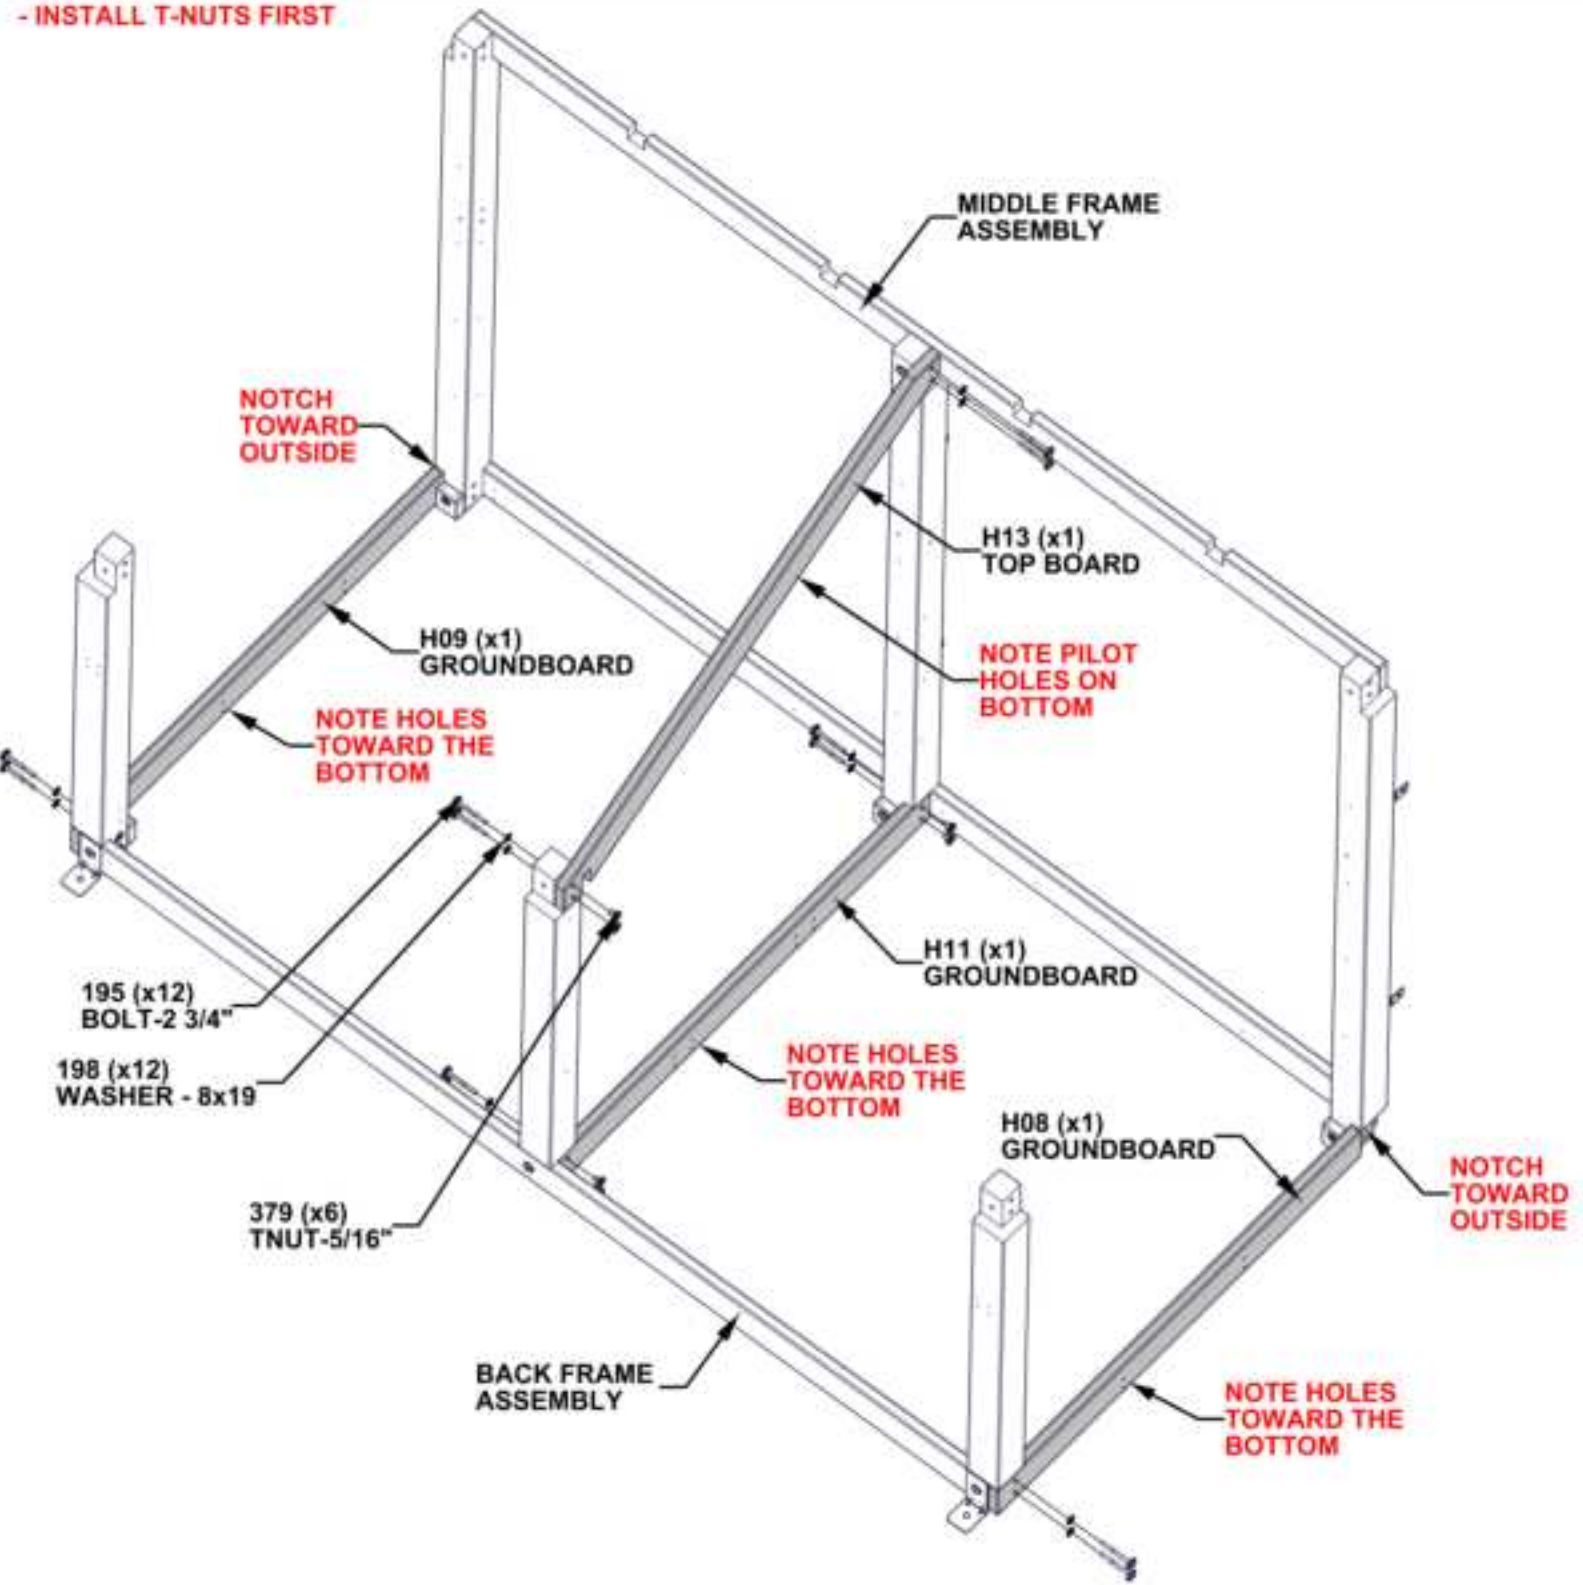 - INSTALL T-NUTS FIRST
MIDDLE FRAME
ASSEMBLY
NOTCH
TOWARD
OUTSIDE
H13 (x1)
TOP BOARD
H09 (x1)
GROUNDBOARD
NOTE PILOT
HOLES ON
BOTTOM
NOTE HOLES
TOWARD THE
BOTTOM
H11 (x1)
GROUNDBOARD
195 (x12)
BOLT-2 3/4"
198 (x12)
WASHER - 8x19
NOTE HOLES
TOWARD THE
BOTTOM
H08 (x1)
GROUNDBOARD
NOTCH
TOWARD
OUTSIDE
379 (x6)
TNUT-5/16"
BACK FRAME
ASSEMBLY
NOTE HOLES
TOWARD THE
BOTTOM